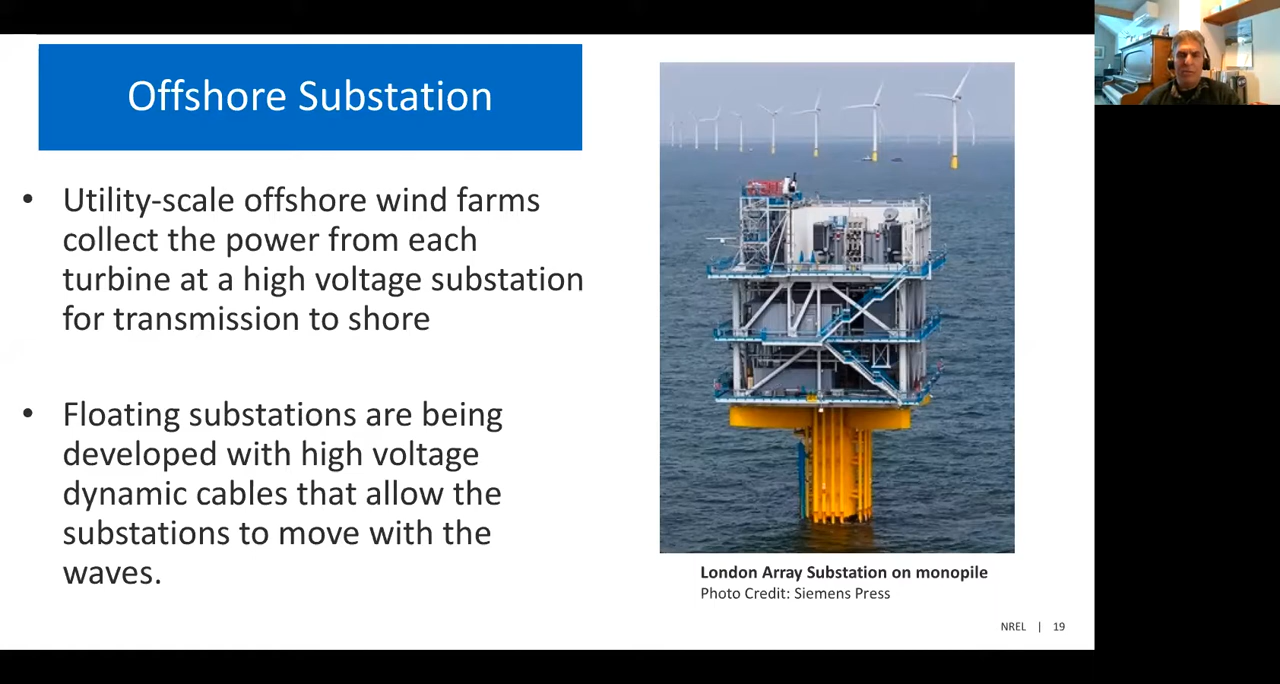 Offshore Substation
• Utility-scale offshore wind farms
collect the power from each
turbine at a high voltage substation
for transmission to shore
• Floating substations are being
developed with high voltage
dynamic cables that allow the
substations to move with the
waves.
London Array Substation on monopile
Photo Credit: Siemens Press
NREL | 19